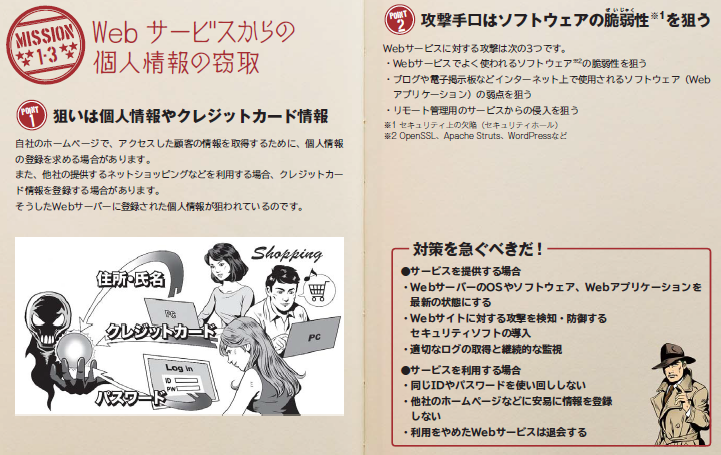 MISSION
1・3
Web サービスからの
個人情報の窃取
POINT
1
狙いは個人情報やクレジットカード情報
自社のホームページで、アクセスした顧客の情報を取得するために、個人情報
の登録を求める場合があります。
また、他社の提供するネットショッピングなどを利用する場合、クレジットカー
ド情報を登録する場合があります。
そうしたWebサーバーに登録された個人情報が狙われているのです。
Shopping
住所・氏名
PC
クレジットカード
PC
Log in
ID
PW
パスワード
POINT
2
ぜいじゃく
攻撃手口はソフトウェアの脆弱性※1を狙う
Webサービスに対する攻撃は次の3つです。
・Webサービスでよく使われるソフトウェア※2の脆弱性を狙う
・ブログや電子掲示板などインターネット上で使用されるソフトウェア（Web
アプリケーション）の弱点を狙う
・リモート管理用のサービスからの侵入を狙う
※1 セキュリティ上の欠陥（セキュリティホール）
※2 OpenSSL、Apache Struts、WordPressなど
対策を急ぐべきだ！
●サービスを提供する場合
・WebサーバーのOSやソフトウェア、Webアプリケーションを
最新の状態にする
・Webサイトに対する攻撃を検知・防御する
セキュリティソフトの導入
・適切なログの取得と継続的な監視
●サービスを利用する場合
・同じIDやパスワードを使い回ししない
・他社のホームページなどに安易に情報を登録
しない
・利用をやめたWebサービスは退会する